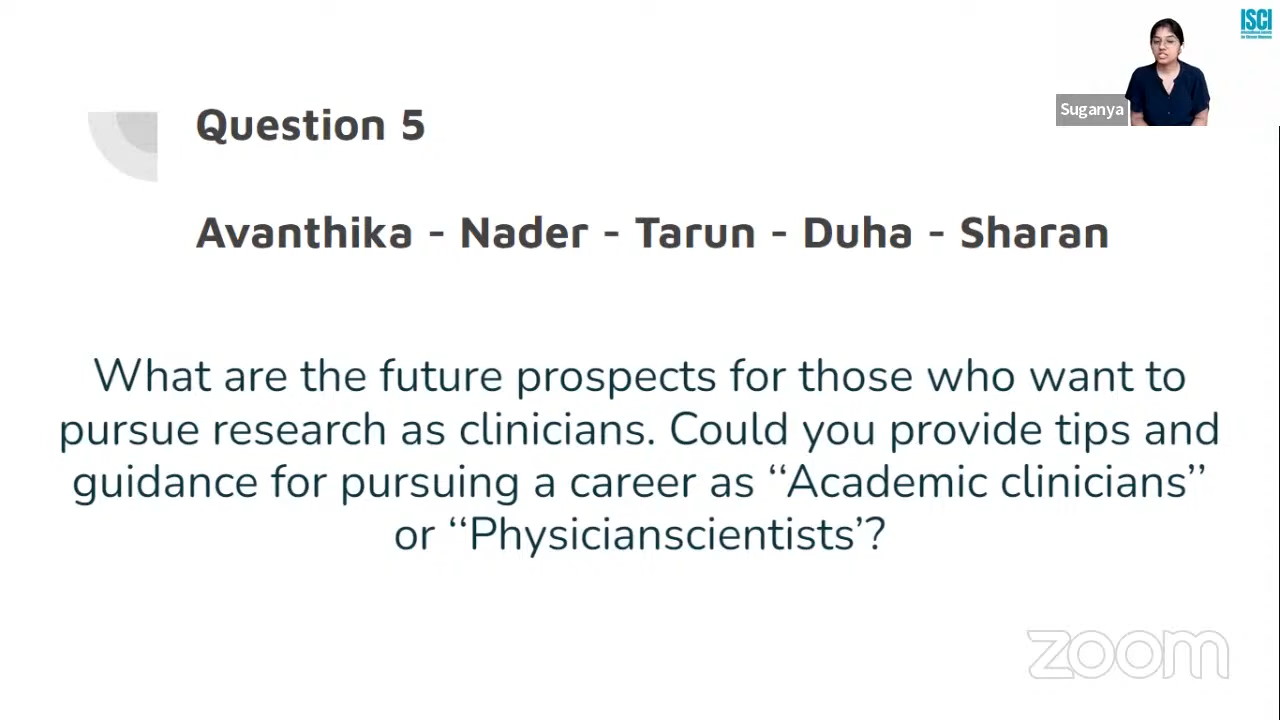 ISCI
Suganya
Question 5
Avanthika - Nader - Tarun - Duha - Sharan
What are the future prospects for those who want to
pursue research as clinicians. Could you provide tips and
guidance for pursuing a career as “Academic clinicians”
or “Physicianscientists’?
zoom